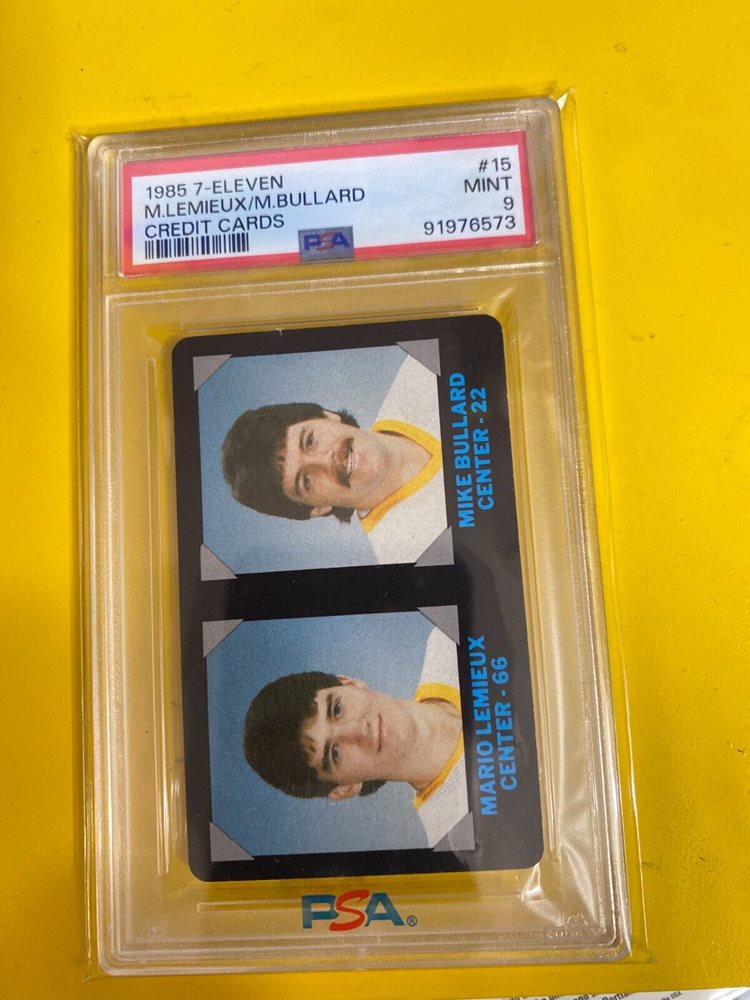 1985 7-ELEVEN
M.LEMIEUX/M.BULLARD
CREDIT CARDS
#15
MINT
9
91976573
PSA
MIKE BULLARD
CENTER - 22
MARIO LEMIEUX
CENTER - 66
PSA®